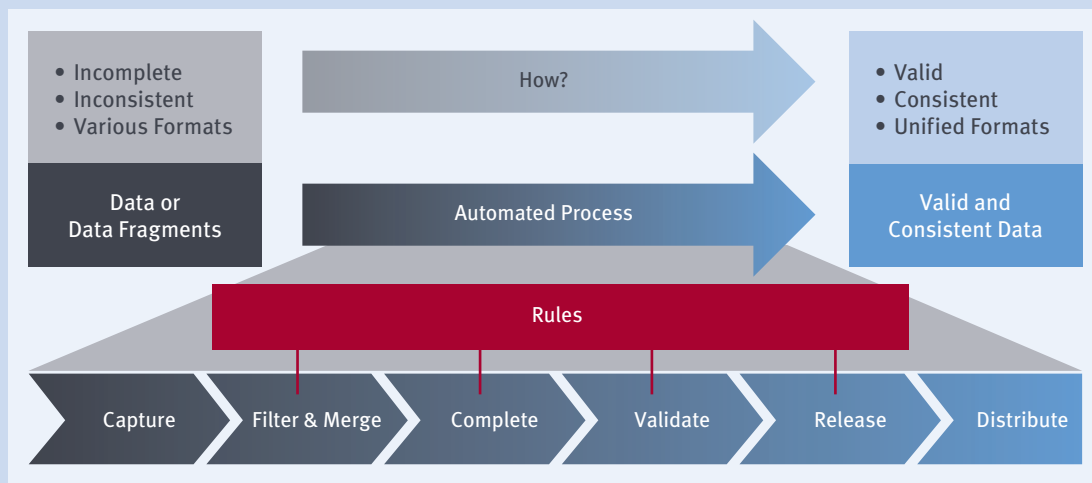 • Incomplete
• Inconsistent
• Various Formats
How?
• Valid
• Consistent
• Unified Formats
Data or
Data Fragments
Automated Process
Valid and
Consistent Data
Rules
Capture
Filter & Merge
Complete
Validate
Release
Distribute